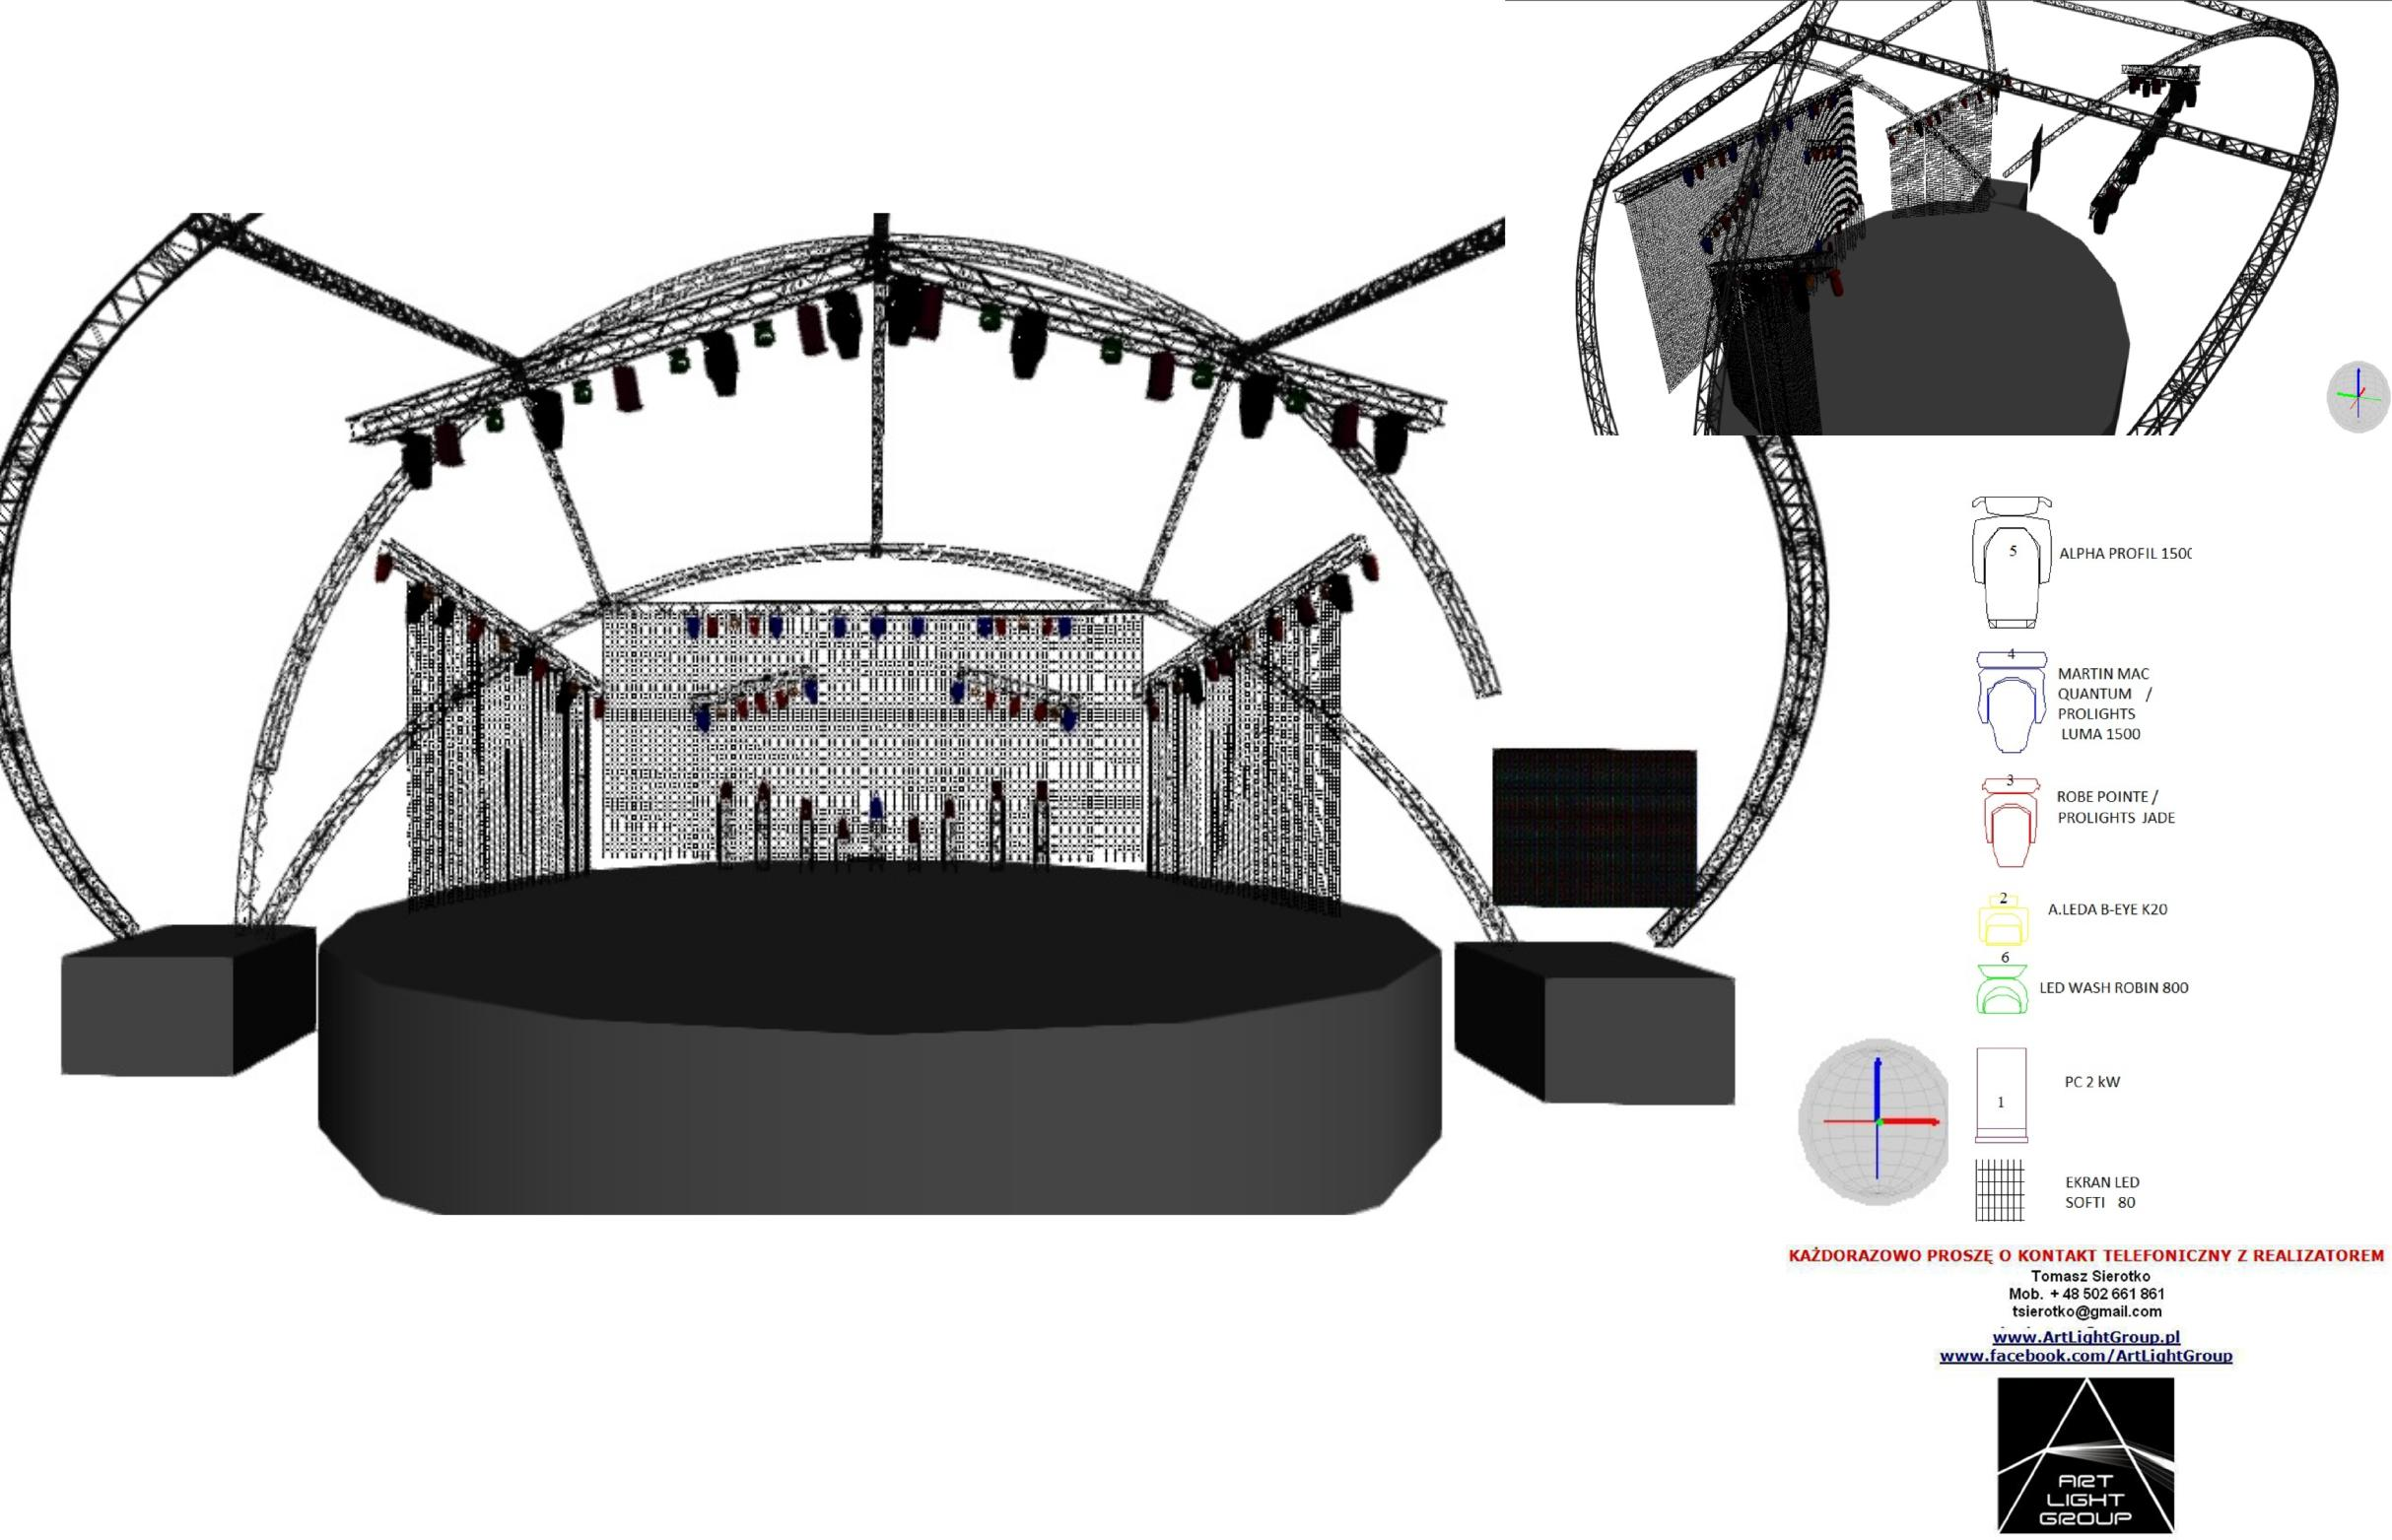 5
ALPHA PROFIL 1500
4
MARTIN MAC
QUANTUM /
PROLIGHTS
LUMA 1500
3
ROBE POINTE /
PROLIGHTS JADE
2
A.LEDA B-EYE K20
6
LED WASH ROBIN 800
PC 2 kW
1
EKRAN LED
SOFTI 80
KAŻDORAZOWO PROSZĘ O KONTAKT TELEFONICZNY Z REALIZATOREM
Tomasz Sierotko
Mob. + 48 502 661 861
tsierotko@gmail.com
www.ArtLightGroup.pl
www.facebook.com/ArtLightGroup
ART
LIGHT
GROUP